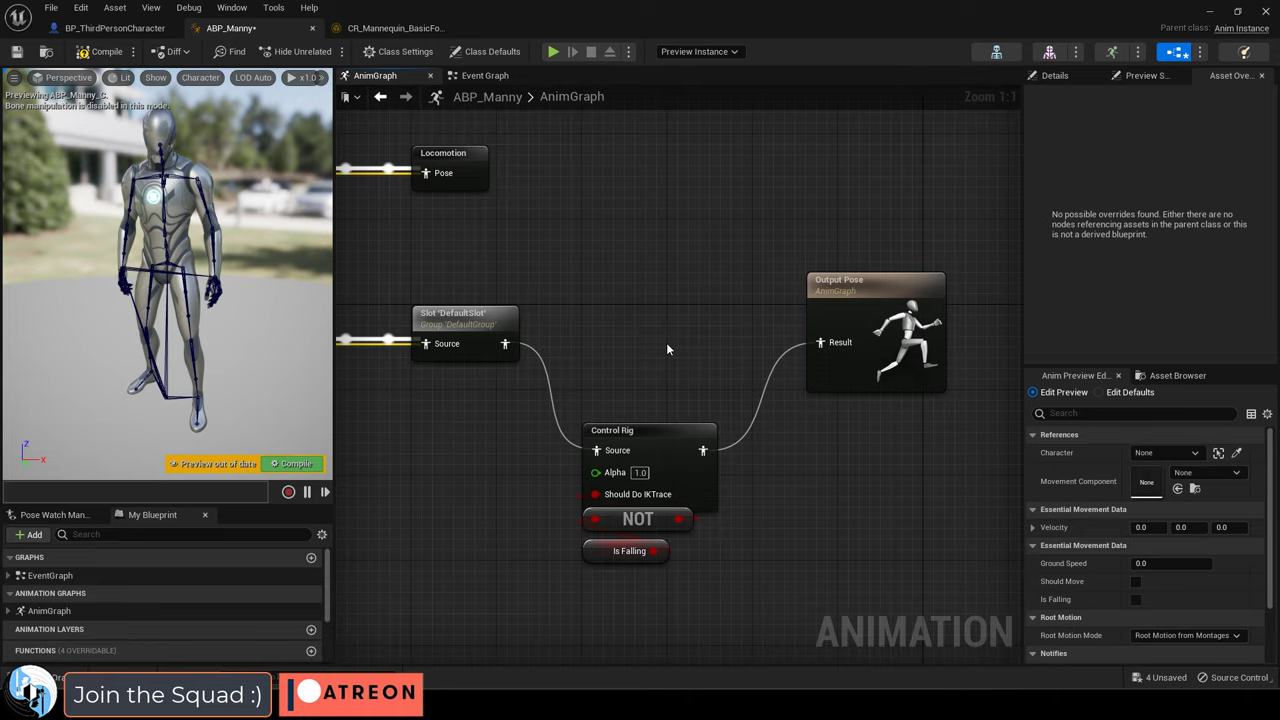 File Edit Asset View Debug Window Tools Help
BP_ThirdPersonCharacter ABP_Manny* CR_Mannequin_BasicFo... Parent class: Anim Instance
Compile Diff Find Hide Unrelated Class Settings Class Defaults Preview Instance
Perspective Lit Show Character LOD Auto x1.0
Previewing ABP_Manny_C.
Bone manipulation is disabled in this mode.
AnimGraph Event Graph
ABP_Manny > AnimGraph
Zoom 1:1
Locomotion
Pose
Slot 'DefaultSlot'
Group 'DefaultGroup'
Source
Output Pose
AnimGraph
Result
Control Rig
Source
Alpha 1.0
Should Do IKTrace
NOT
Is Falling
ANIMATION
Z
X
Preview out of date Compile
Pose Watch Man... My Blueprint
Add Search
GRAPHS
EventGraph
ANIMATION GRAPHS
AnimGraph
ANIMATION LAYERS
FUNCTIONS (4 OVERRIDABLE)
Details Preview S... Asset Ove...
No possible overrides found. Either there are
no nodes referencing assets in the parent class or this
is not a derived blueprint.
Anim Preview Ed... Asset Browser
Edit Preview Edit Defaults
Search
References
Character None
Movement Component None None
Essential Movement Data
Velocity 0.0 0.0 0.0
Essential Movement Data
Ground Speed 0.0
Should Move
Is Falling
Root Motion
Root Motion Mode Root Motion from Montages
Notifies
4 Unsaved Source Control
Join the Squad :) PATREON